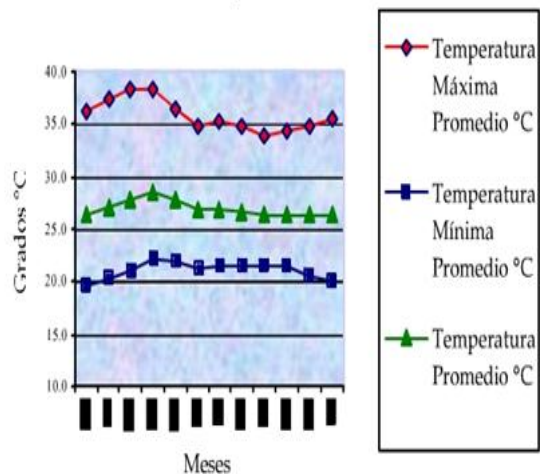 40.0
35.0
30.0
25.0
20.0
15.0
10.0
Grados °C
Meses
Temperatura
Máxima
Promedio °C
Temperatura
Mínima
Promedio °C
Temperatura
Promedio °C